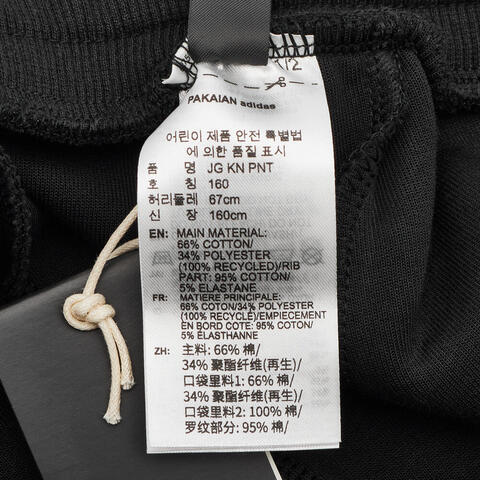 1/2
PAKAIAN adidas
어린이 제품 안전 특별법
에 의한 품질 표시
품 명 JG KN PNT
호 칭 160
허리둘레 67cm
신 장 160cm
EN: MAIN MATERIAL:
66% COTTON/
34% POLYESTER
(100% RECYCLED)/RIB
PART: 95% COTTON/
5% ELASTANE
FR: MATIERE PRINCIPALE:
66% COTON/34% POLYESTER
(100% RECYCLÉ)/EMPIECEMENT
EN BORD COTE: 95% COTON/
5% ÉLASTHANNE
ZH: 主料: 66% 棉/
34% 聚酯纤维(再生)/
口袋里料1: 66% 棉/
34% 聚酯纤维(再生)/
口袋里料2: 100% 棉/
罗纹部分: 95% 棉/